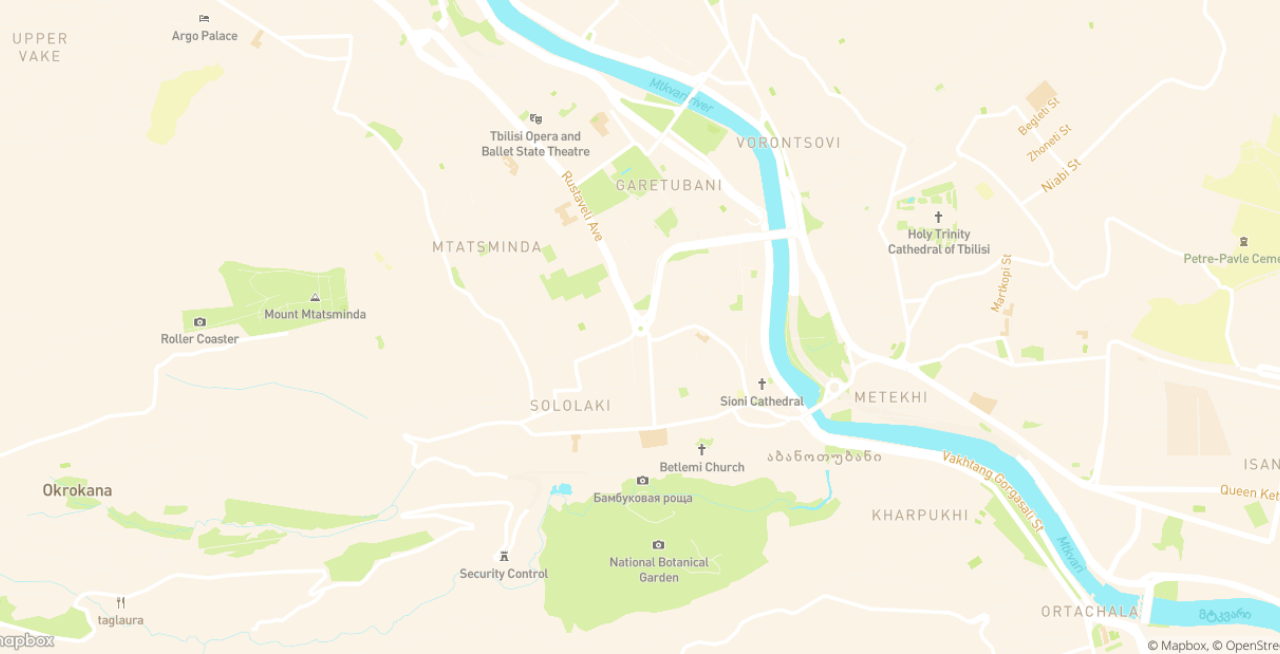 UPPER
VAKE
Argo Palace
Mtkvari river
Tbilisi Opera and
Ballet State Theatre
VORONTSOVI
Begleti St
Zhoneti St
Niabi St
GARETUBANI
Rustaveli Ave
MTATSMINDA
Holy Trinity
Cathedral of Tbilisi
Petre-Pavle Ceme
Martkopi St
Mount Mtatsminda
Roller Coaster
Sioni Cathedral
METEKHI
SOLOLAKI
აბანოთუბანი
Betlemi Church
Vakhtang Gorgasali St
ISAN
Okrokana
Queen Ket
Бамбуковая роща
KHARPUKHI
Mtkvari
National Botanical
Garden
Security Control
taglaura
ORTACHALA
მტკვარი
mapbox
© Mapbox, © OpenStre